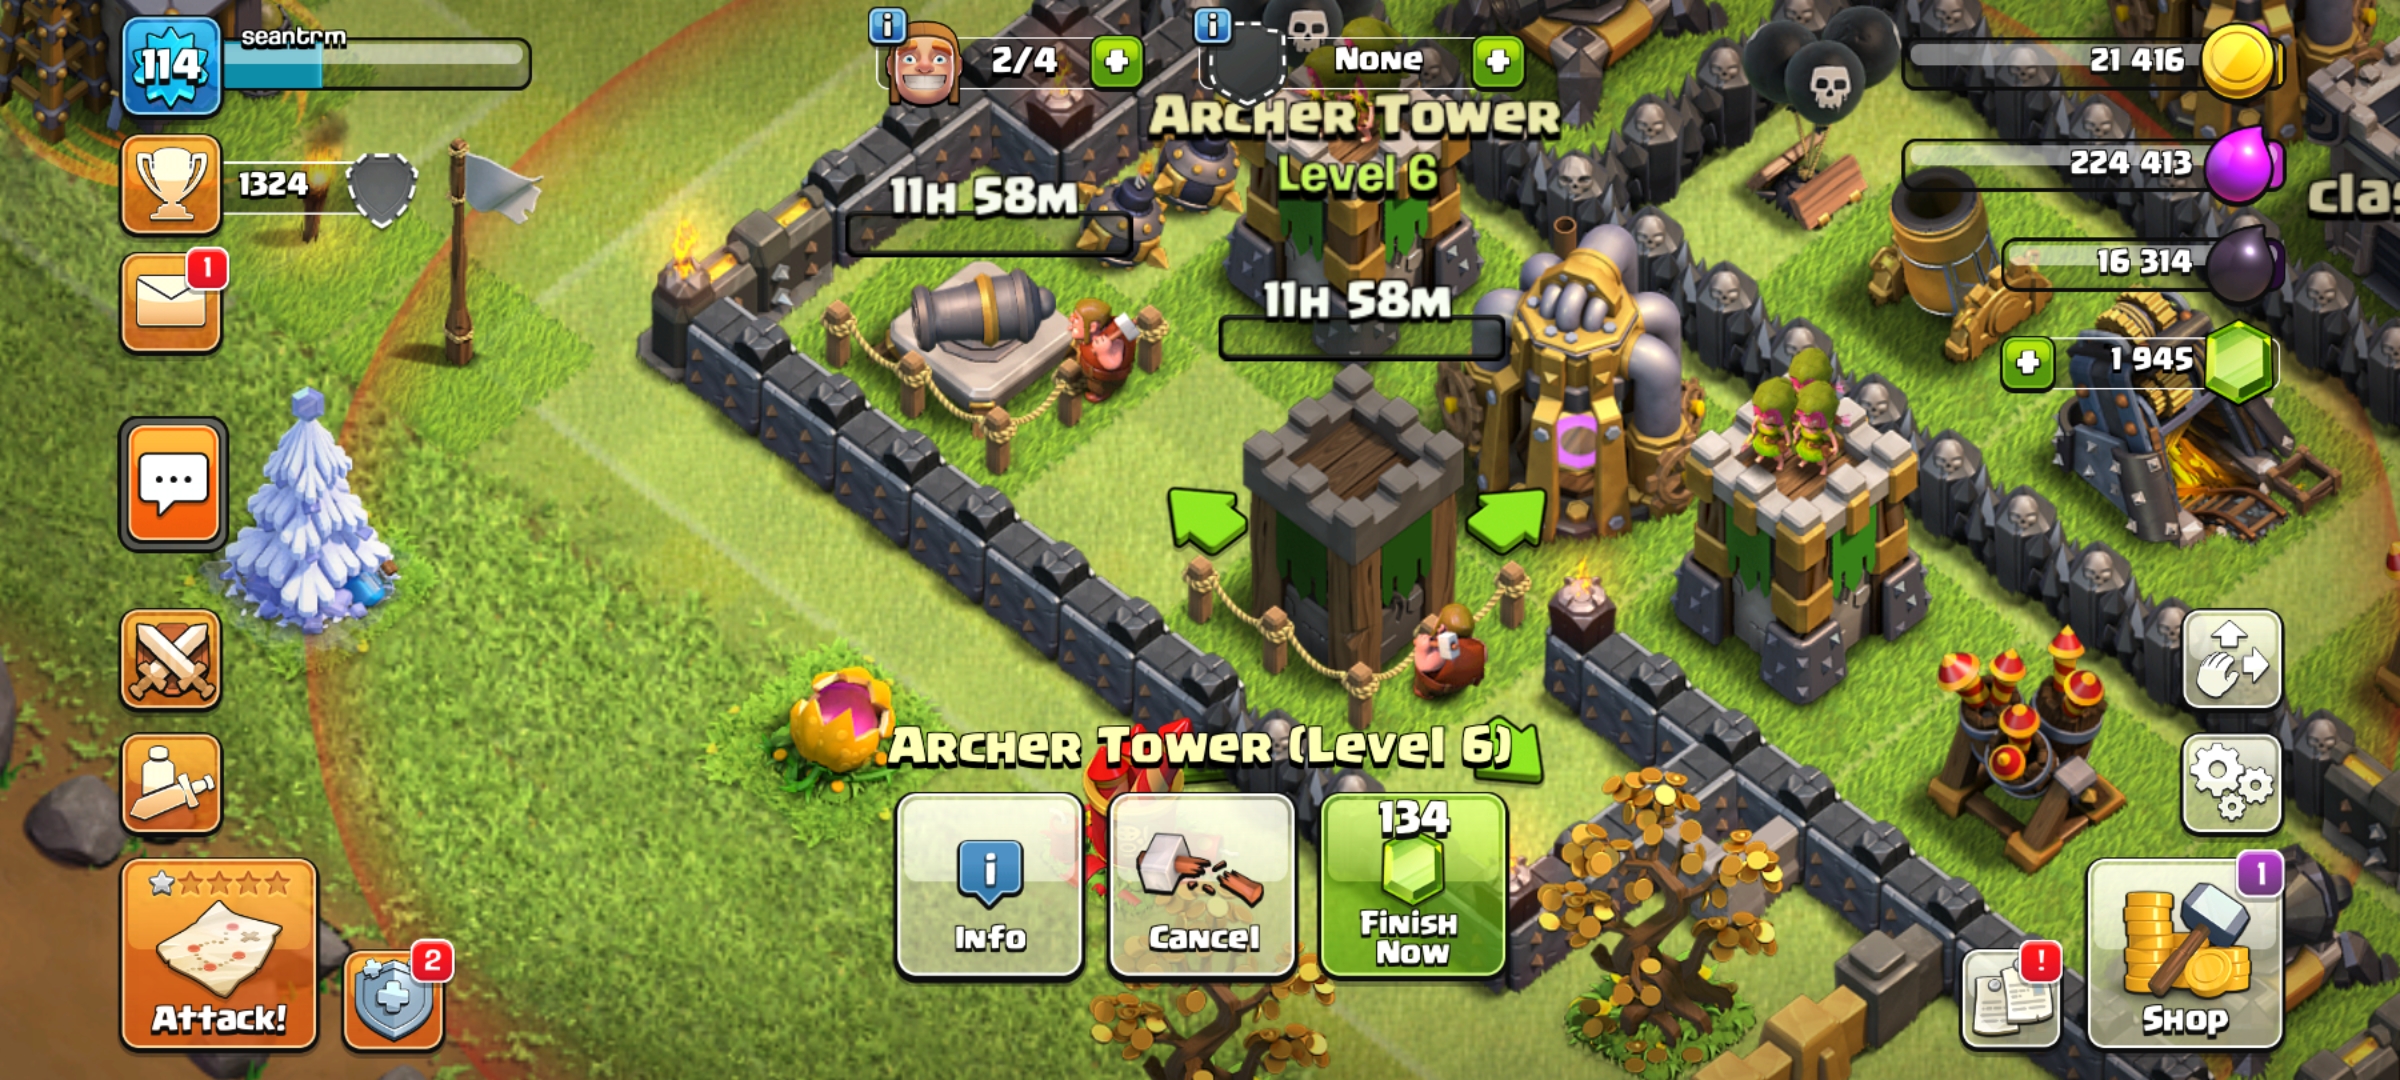 114
seantrm
2/4
None
21 416
1324
224 413
16 314
1 945
Archer Tower
Level 6
11H 58M
11H 58M
1
Archer Tower (Level 6)
Info
Cancel
134
Finish
Now
Attack!
2
!
1
Shop